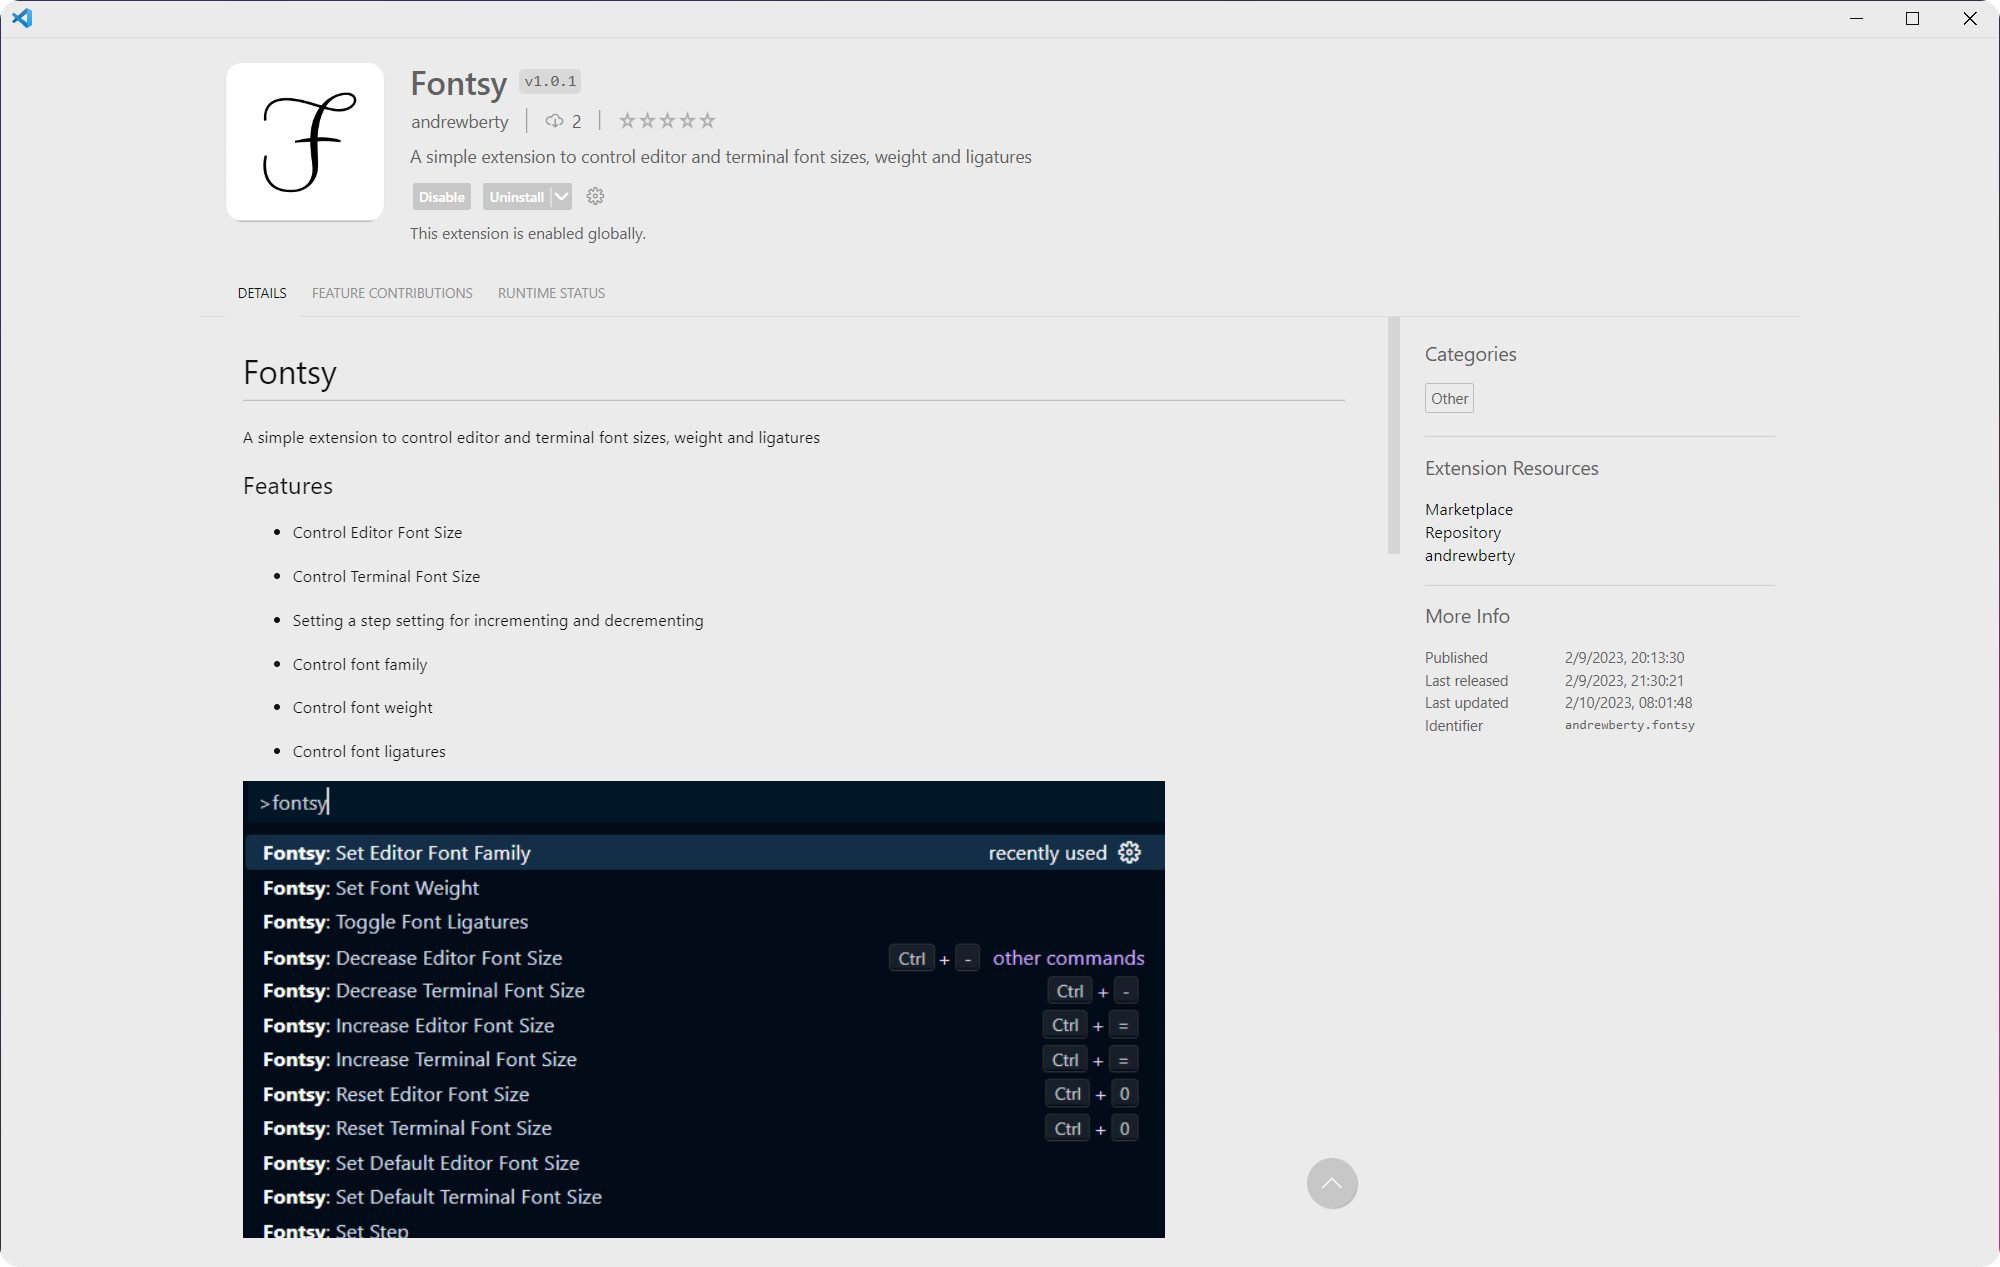 Fontsy v1.0.1
andrewberty 2
A simple extension to control editor and terminal font sizes, weight and ligatures
Disable Uninstall
This extension is enabled globally.
DETAILS FEATURE CONTRIBUTIONS RUNTIME STATUS
Fontsy
A simple extension to control editor and terminal font sizes, weight and ligatures
Features
Control Editor Font Size
Control Terminal Font Size
Setting a step setting for incrementing and decrementing
Control font family
Control font weight
Control font ligatures
>fontsy
Fontsy: Set Editor Font Family recently used
Fontsy: Set Font Weight
Fontsy: Toggle Font Ligatures
Fontsy: Decrease Editor Font Size Ctrl + - other commands
Fontsy: Decrease Terminal Font Size Ctrl + -
Fontsy: Increase Editor Font Size Ctrl + =
Fontsy: Increase Terminal Font Size Ctrl + =
Fontsy: Reset Editor Font Size Ctrl + 0
Fontsy: Reset Terminal Font Size Ctrl + 0
Fontsy: Set Default Editor Font Size
Fontsy: Set Default Terminal Font Size
Fontsy: Set Step
Categories
Other
Extension Resources
Marketplace
Repository
andrewberty
More Info
Published 2/9/2023, 20:13:30
Last released 2/9/2023, 21:30:21
Last updated 2/10/2023, 08:01:48
Identifier andrewberty.fontsy